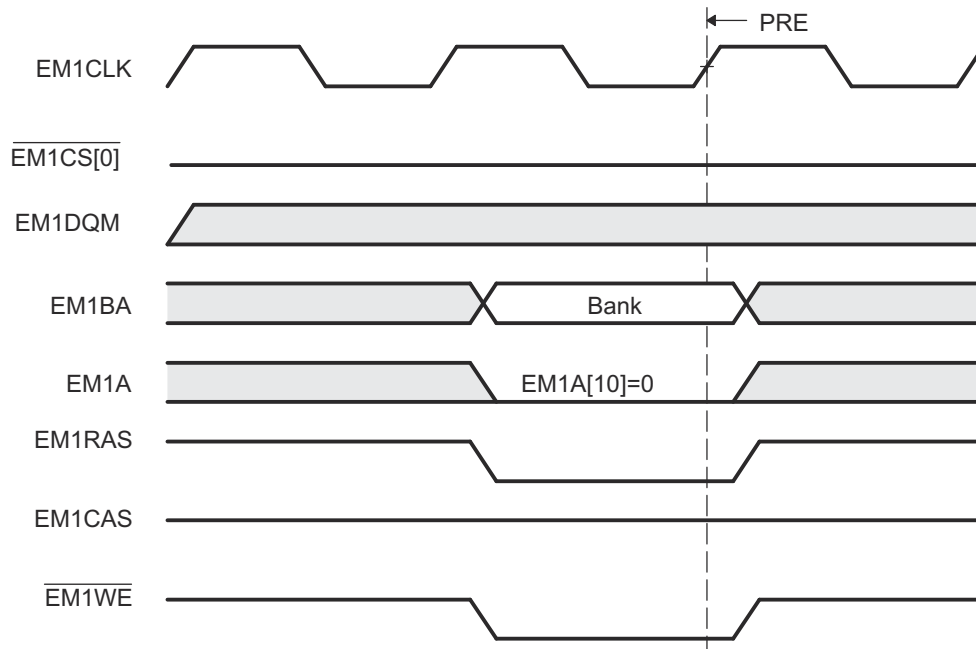 PRE
EM1CLK
EM1CS[0]
EM1DQM
EM1BA
Bank
EM1A
EM1A[10]=0
EM1RAS
EM1CAS
EM1WE